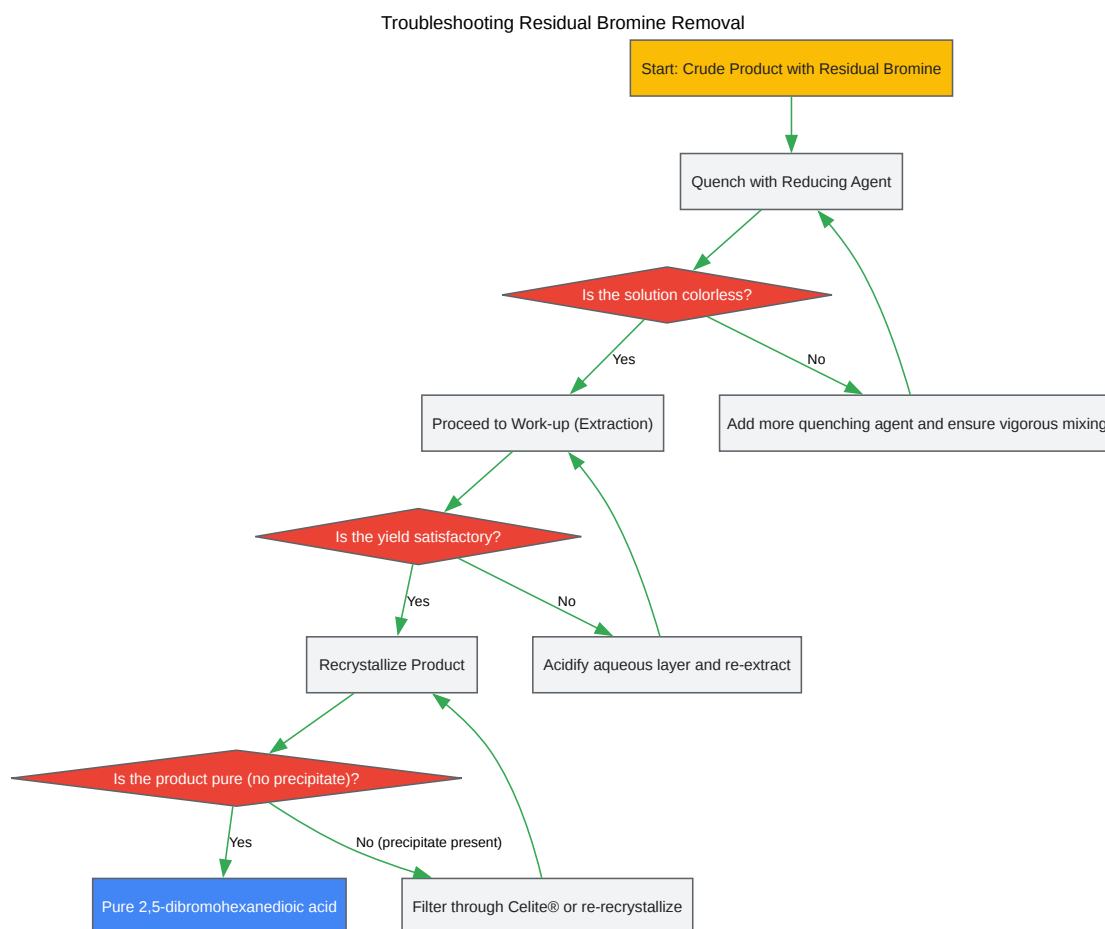 Troubleshooting Residual Bromine Removal
Start: Crude Product with Residual Bromine
Quench with Reducing Agent
Is the solution colorless?
Yes
No
Proceed to Work-up (Extraction)
Add more quenching agent and ensure vigorous mixing
Is the yield satisfactory?
Yes
No
Recrystallize Product
Acidify aqueous layer and re-extract
Is the product pure (no precipitate)?
Yes
No (precipitate present)
Pure 2,5-dibromohexanedioic acid
Filter through Celite® or re-recrystallize